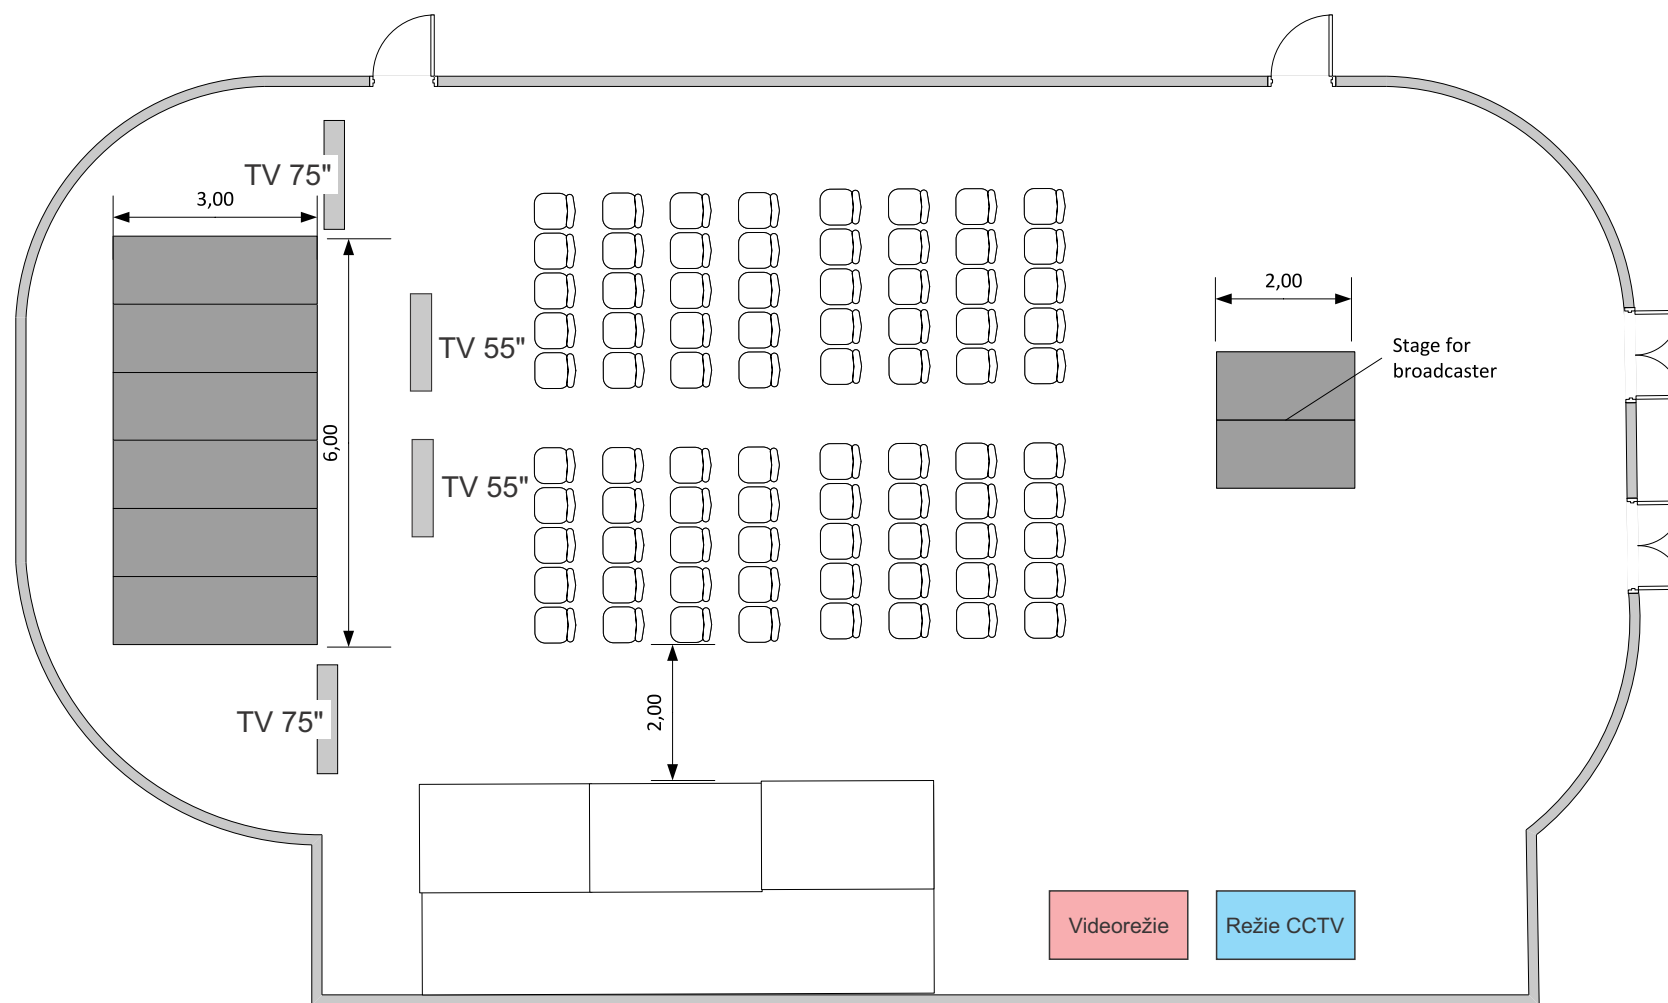 TV 75"
3,00
2,00
TV 55"
Stage for
broadcaster
6,00
TV 55"
TV 75"
2,00
Videorežie
Režie CCTV